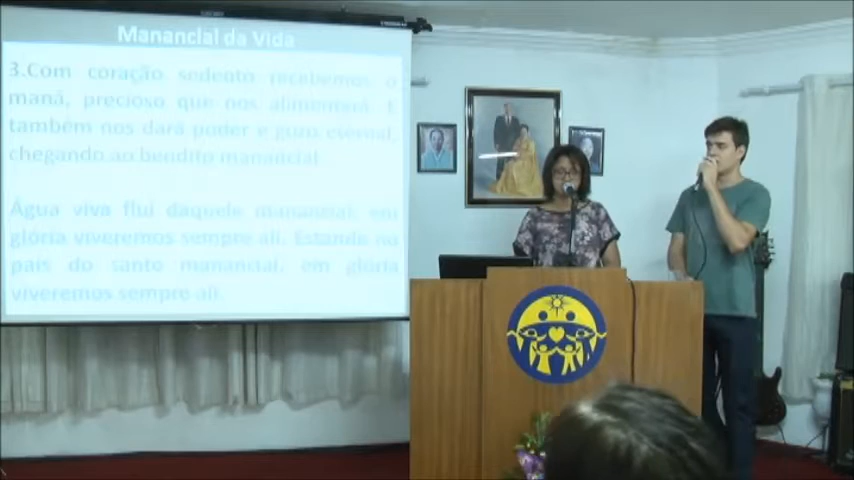 Manancial da Vida
3.Com coração sedento recebemos o
maná, precioso que nos alimentará. E
também nos dará poder e gozo eternal,
chegando ao bendito manancial.
Água viva flui daquele manancial; em
glória viveremos sempre ali. Estando no
país do santo manancial, em glória
viveremos sempre ali.